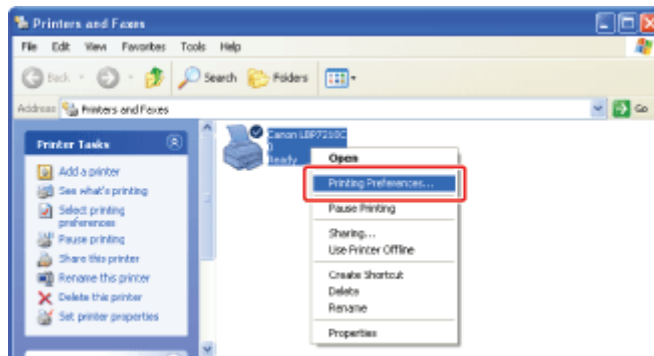 Printers and Faxes
File Edit View Favorites Tools Help
Back Search Folders
Address Printers and Faxes Go
Printer Tasks
Add a printer
See what's printing
Select printing
preferences
Pause printing
Share this printer
Rename this printer
Delete this printer
Set printer properties
Canon LBP7210C
0
Ready
Open
Printing Preferences...
Pause Printing
Sharing...
Use Printer Offline
Create Shortcut
Delete
Rename
Properties